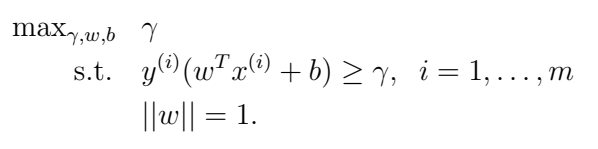 max_{γ,w,b} γ
s.t. y^{(i)}(w^T x^{(i)} + b) ≥ γ, i = 1, . . . , m
||w|| = 1.